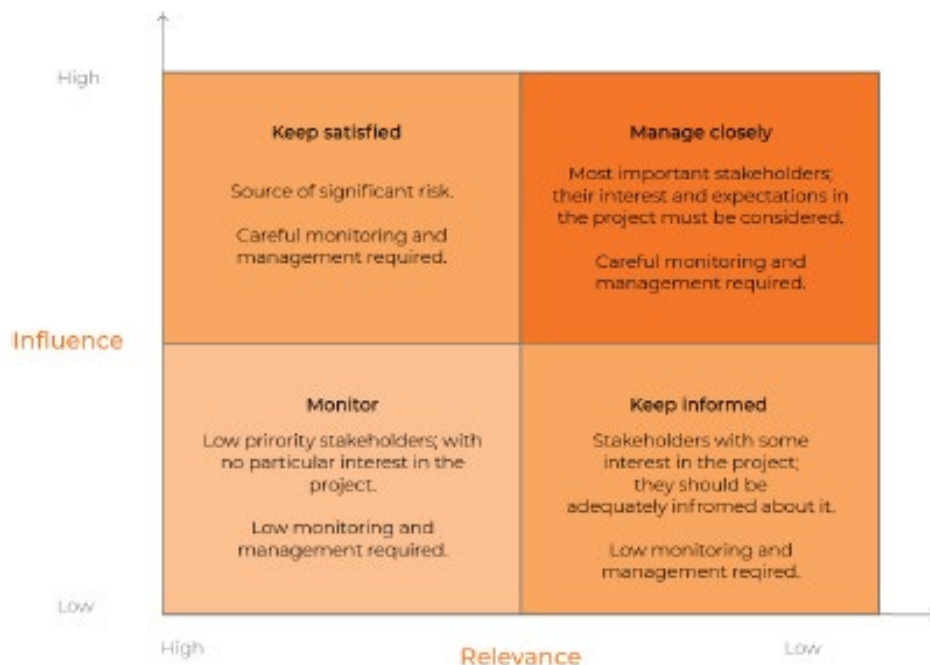 High
Keep satisfied
Source of significant risk.
Careful monitoring and
management required.
Manage closely
Most important stakeholders;
their interest and expectations in
the project must be considered.
Careful monitoring and
management required.
Influence
Monitor
Low prirority stakeholders; with
no particular interest in the
project.
Low monitoring and
management required.
Keep informed
Stakeholders with some
interest in the project;
they should be
adequately infromed about it.
Low monitoring and
management reqired.
Low
High
Relevance
Low